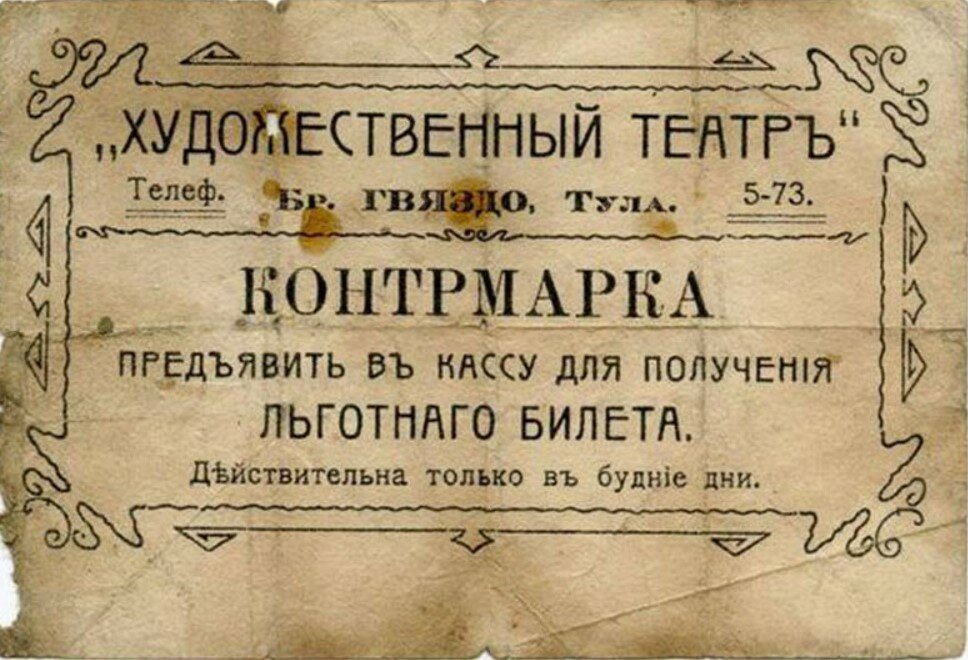 „ХУДОЖЕСТВЕННЫЙ ТЕАТРЪ“
Телеф. Бр. ГВЯЗДО, Тула. 5-73.
КОНТРМАРКА
ПРЕДЪЯВИТЬ ВЪ КАССУ ДЛЯ ПОЛУЧЕНІЯ
ЛЬГОТНАГО БИЛЕТА.
Дѣйствительна только въ будніе дни.